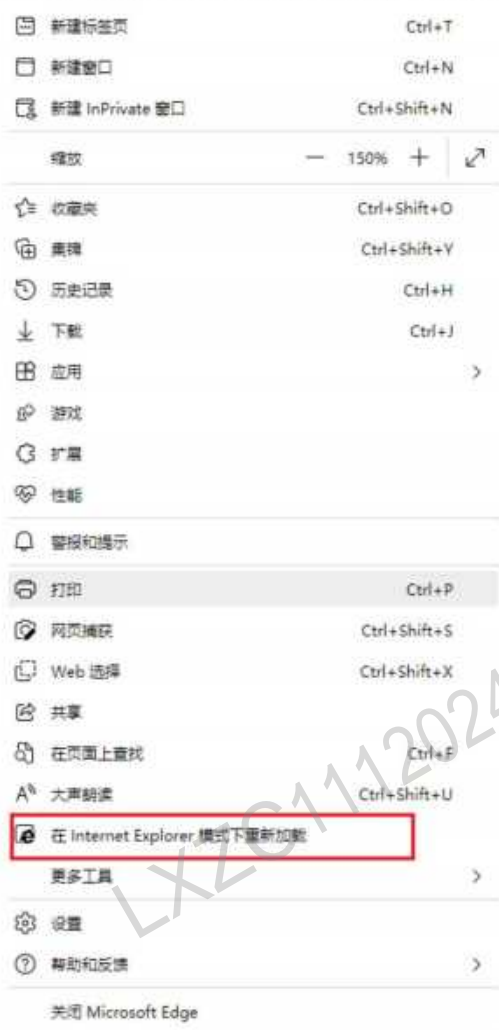 新建标签页 Ctrl+T
新建窗口 Ctrl+N
新建 InPrivate 窗口 Ctrl+Shift+N
缩放 — 150% +
收藏夹 Ctrl+Shift+O
集锦 Ctrl+Shift+Y
历史记录 Ctrl+H
下载 Ctrl+J
应用
游戏
扩展
性能
警报和提示
打印 Ctrl+P
网页捕获 Ctrl+Shift+S
Web 选择 Ctrl+Shift+X
共享
在页面上查找 Ctrl+F
大声朗读 Ctrl+Shift+U
在 Internet Explorer 模式下重新加载
更多工具
设置
帮助和反馈
关闭 Microsoft Edge
LXZC1112024